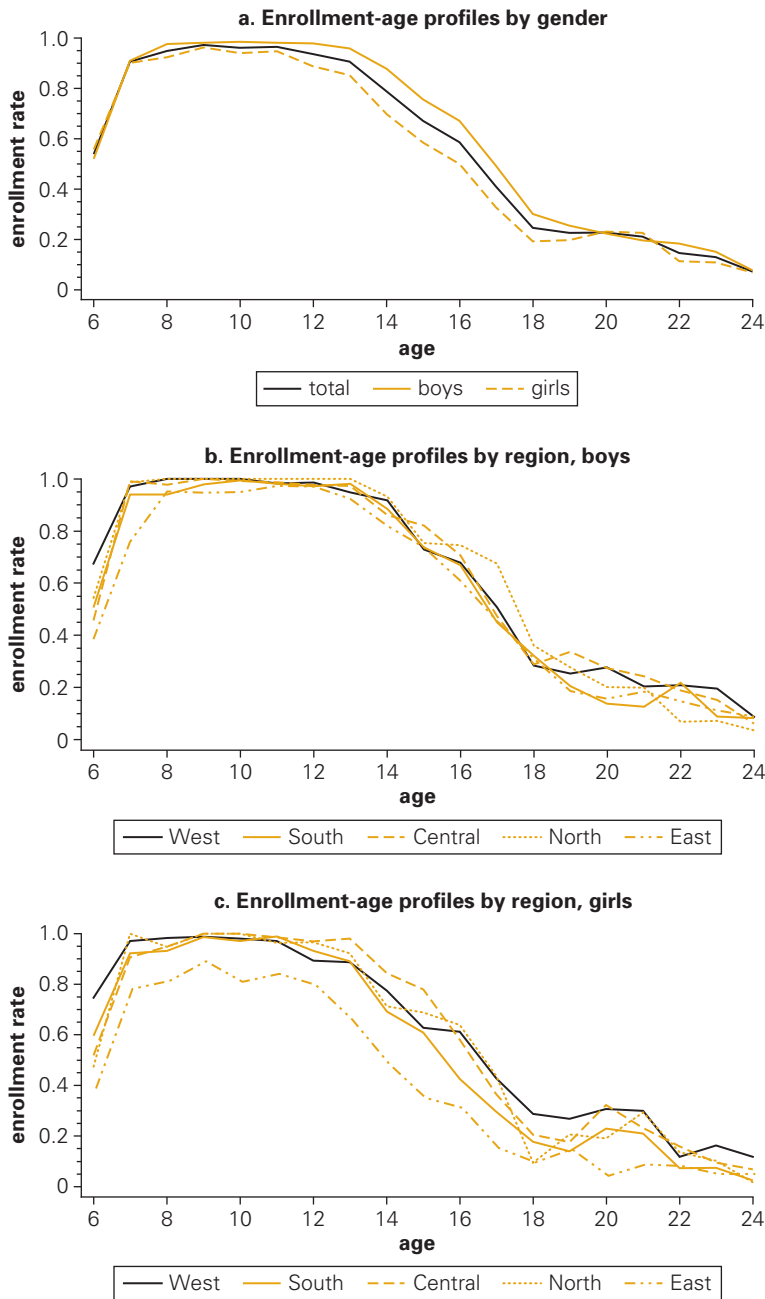 a. Enrollment-age profiles by gender
enrollment rate
1.0
0.8
0.6
0.4
0.2
0
6 8 10 12 14 16 18 20 22 24
age
total boys girls
b. Enrollment-age profiles by region, boys
enrollment rate
1.0
0.8
0.6
0.4
0.2
0
6 8 10 12 14 16 18 20 22 24
age
West South Central North East
c. Enrollment-age profiles by region, girls
enrollment rate
1.0
0.8
0.6
0.4
0.2
0
6 8 10 12 14 16 18 20 22 24
age
West South Central North East